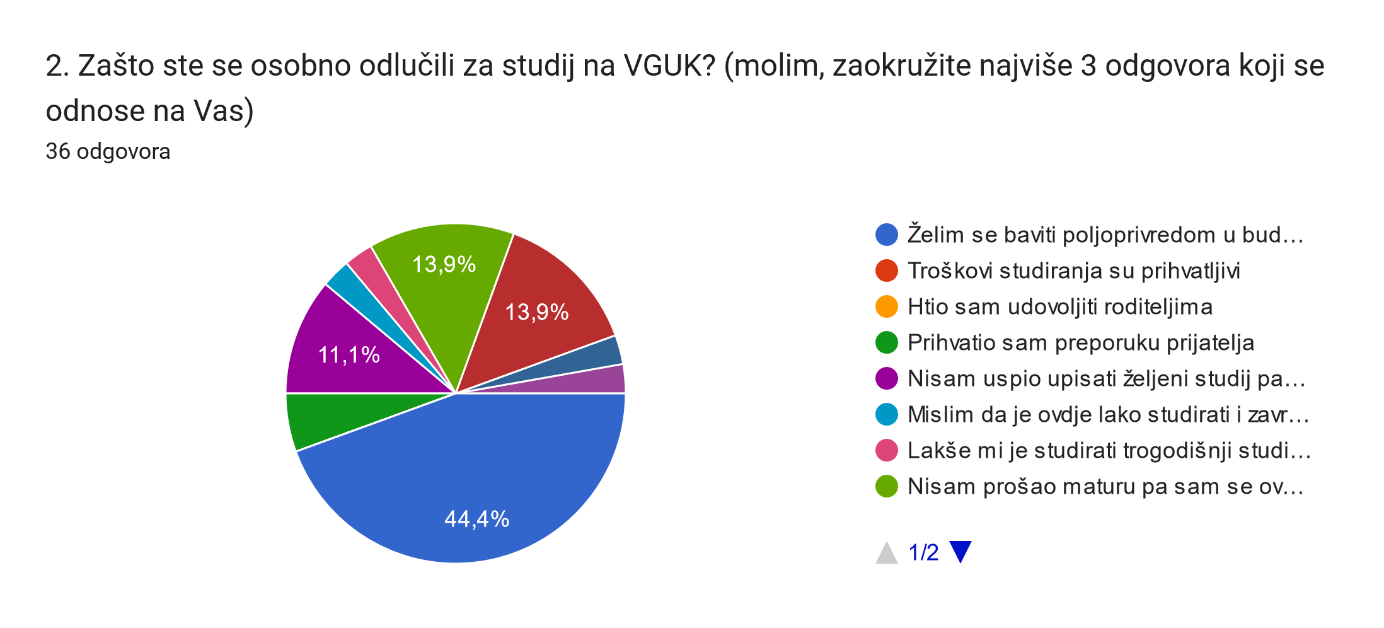 2. Zašto ste se osobno odlučili za studij na VGUK? (molim, zaokružite najviše 3 odgovora koji se
odnose na Vas)
36 odgovora
13,9%
13,9%
11,1%
44,4%
Želim se baviti poljoprivredom u bud...
Troškovi studiranja su prihvatljivi
Htio sam udovoljiti roditeljima
Prihvatio sam preporuku prijatelja
Nisam uspio upisati željeni studij pa...
Mislim da je ovdje lako studirati i zavr...
Lakše mi je studirati trogodišnji studi...
Nisam prošao maturu pa sam se ov...
1/2